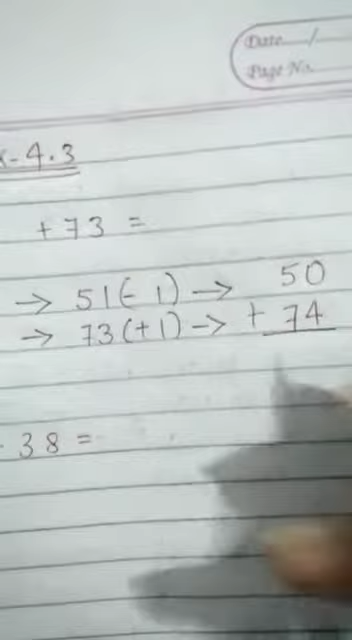 Date /
Page No.
- 4.3
+ 73 =
→ 51(- 1) → 50
→ 73(+1) → + 74
38 =